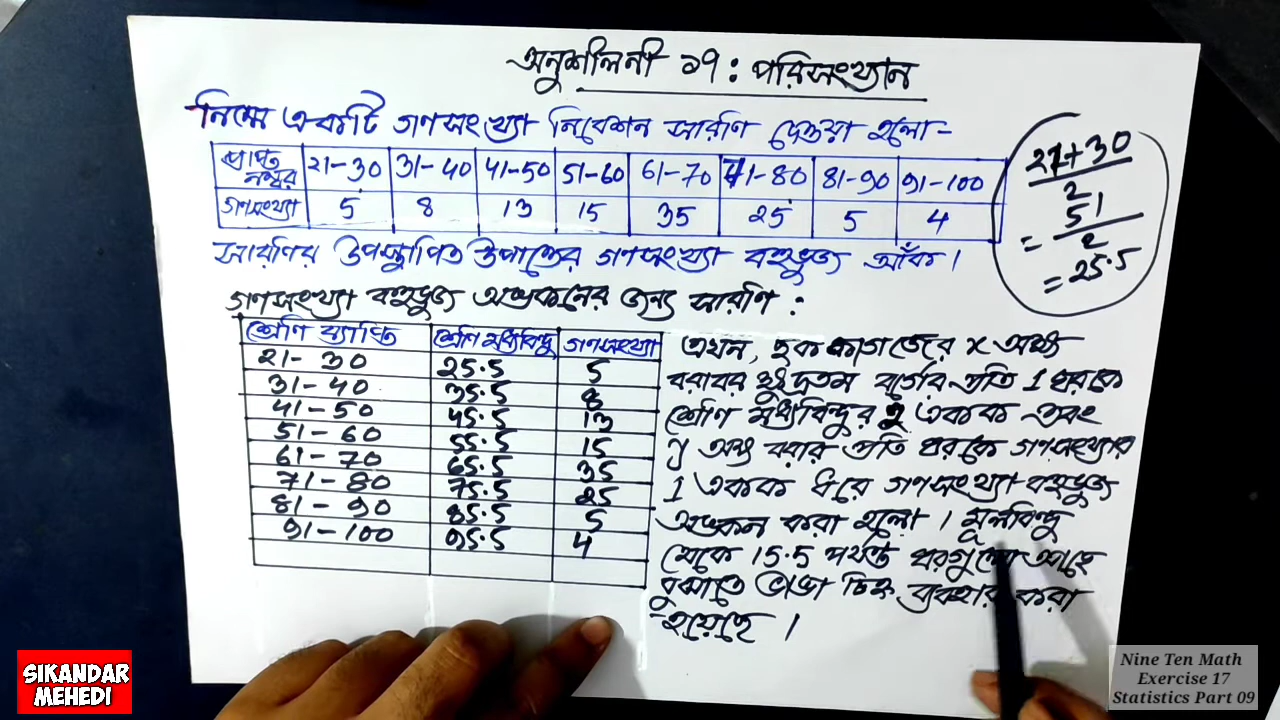 অনুশীলনী ১৭ : পরিসংখ্যান
নিম্নে একটি গণসংখ্যা নিবেশন সারণি দেওয়া হলো-
প্রাপ্ত নম্বর 21-30 31-40 41-50 51-60 61-70 71-80 81-90 91-100
গণসংখ্যা 5 8 13 15 35 25 5 4
সারণির উপস্থাপিত উপাত্তের গণসংখ্যা বহুভুজ আঁক।
21+30
2
= 51
2
= 25.5
গণসংখ্যা বহুভুজ অঙ্কনের জন্য সারণি :
শ্রেণি ব্যাপ্তি শ্রেণি মধ্যবিন্দু গণসংখ্যা
21-30 25.5 5
31-40 35.5 8
41-50 45.5 13
51-60 55.5 15
61-70 65.5 35
71-80 75.5 25
81-90 85.5 5
91-100 95.5 4
এখন, ছক কাগজের x অক্ষ
বরাবর ক্ষুদ্রতম বর্গের প্রতি 1 ঘরকে
শ্রেণি মধ্যবিন্দুর 2 একক এবং
y অক্ষ বরাবর প্রতি ঘরকে গণসংখ্যার
1 একক ধরে গণসংখ্যা বহুভুজ
অঙ্কন করা হলো । মূলবিন্দু
থেকে 15.5 পর্যন্ত ঘরগুলো আছে
বুঝাতে ভাঙা চিহ্ন ব্যবহার করা
হয়েছে ।
SIKANDAR
MEHEDI
Nine Ten Math
Exercise 17
Statistics Part 09